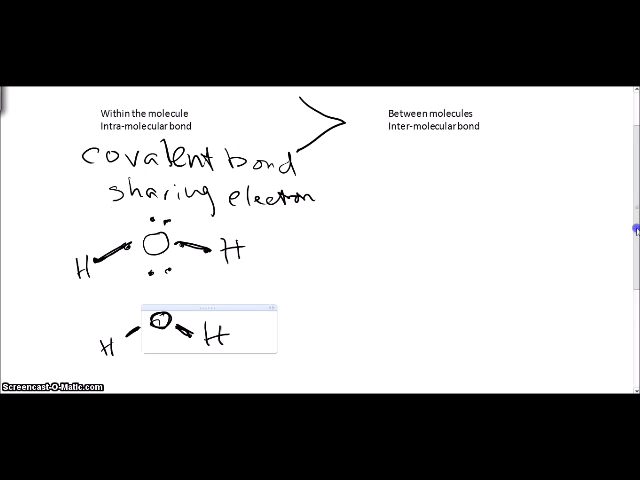 Within the molecule
Intra-molecular bond
Between molecules
Inter-molecular bond
covalent bond
sharing electron
H O H
H O H
Screencast-O-Matic.com